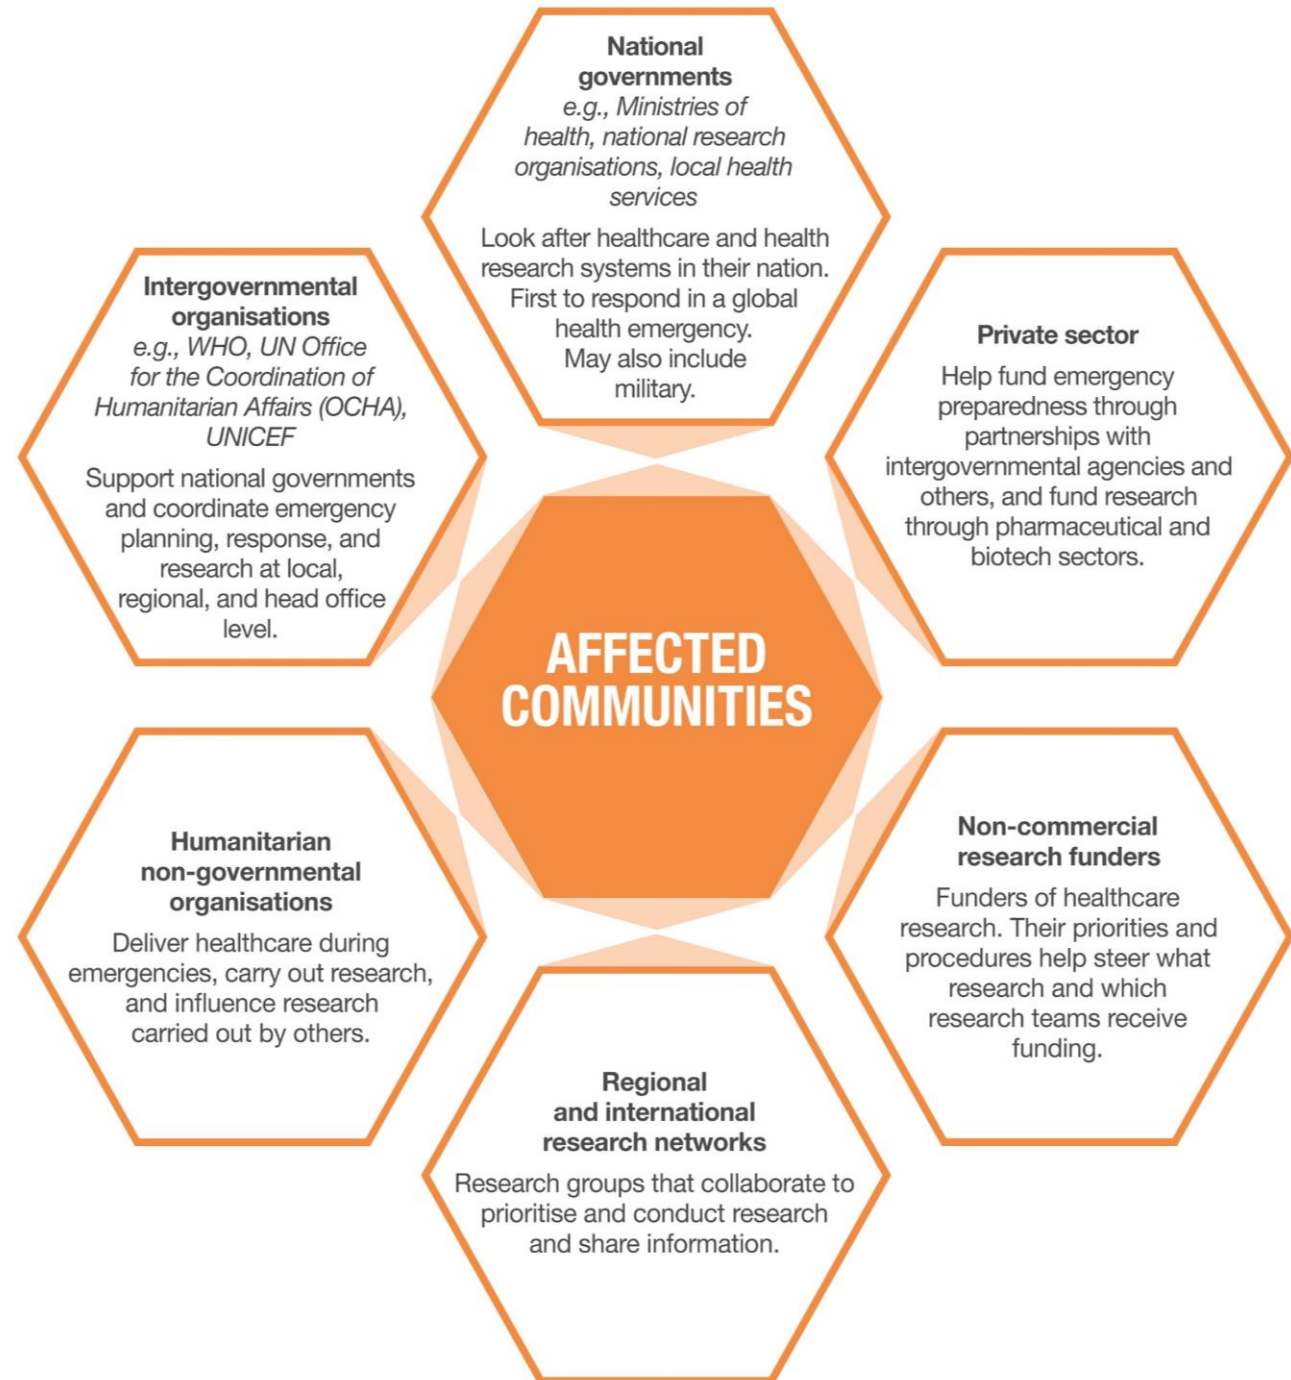 National
governments
e.g., Ministries of
health, national research
organisations, local health
services
Look after healthcare and health
research systems in their nation.
First to respond in a global
health emergency.
May also include
military.
Intergovernmental
organisations
e.g., WHO, UN Office
for the Coordination of
Humanitarian Affairs (OCHA),
UNICEF
Support national governments
and coordinate emergency
planning, response, and
research at local,
regional, and head office
level.
Private sector
Help fund emergency
preparedness through
partnerships with
intergovernmental agencies and
others, and fund research
through pharmaceutical and
biotech sectors.
AFFECTED
COMMUNITIES
Humanitarian
non-governmental
organisations
Deliver healthcare during
emergencies, carry out research,
and influence research
carried out by others.
Non-commercial
research funders
Funders of healthcare
research. Their priorities and
procedures help steer what
research and which
research teams receive
funding.
Regional
and international
research networks
Research groups that collaborate to
prioritise and conduct research
and share information.